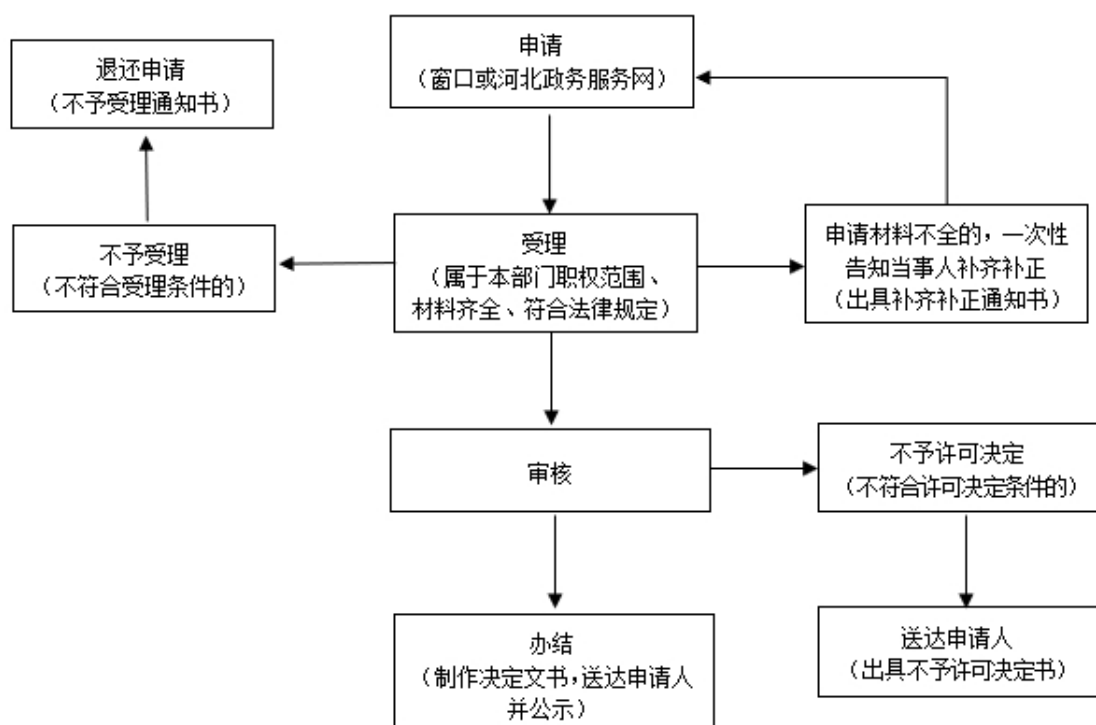 申请
（窗口或河北政务服务网）
退还申请
（不予受理通知书）
受理
（属于本部门职权范围、
材料齐全、符合法律规定）
不予受理
（不符合受理条件的）
申请材料不全的，一次性
告知当事人补齐补正
（出具补齐补正通知书）
审核
不予许可决定
（不符合许可决定条件的）
办结
（制作决定文书，送达申请人
并公示）
送达申请人
（出具不予许可决定书）